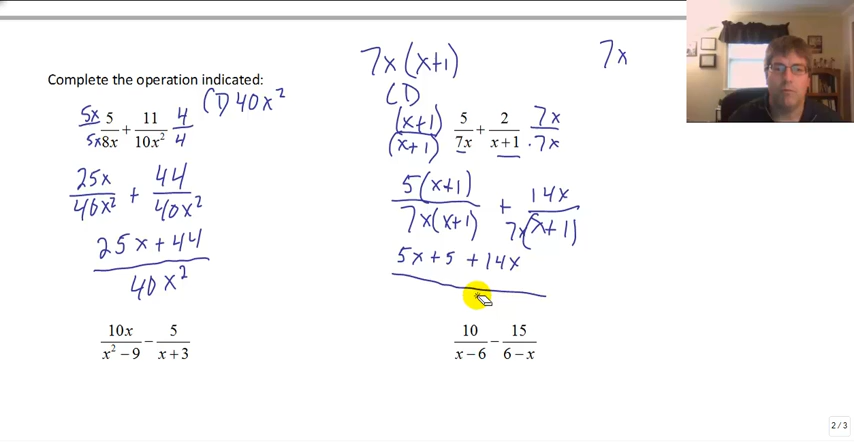 7x(x+1) 7x
Complete the operation indicated:
CD 40x²
CD
5x/5x 5/8x + 11/10x² 4/4
(x+1)/(x+1) 5/7x + 2/x+1 7x/·7x
25x/40x² + 44/40x²
5(x+1)/7x(x+1) + 14x/7x(x+1)
25x+44/40x²
5x+5+14x
10x/x²−9 − 5/x+3
10/x−6 − 15/6−x
2/3